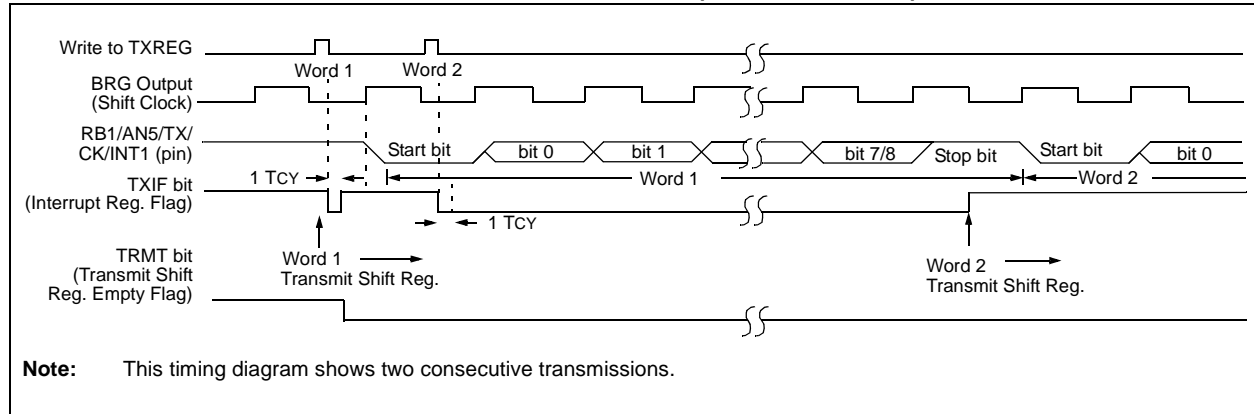 Write to TXREG
Word 1 Word 2
BRG Output
(Shift Clock)
RB1/AN5/TX/
CK/INT1 (pin)
Start bit bit 0 bit 1 bit 7/8 Stop bit Start bit bit 0
1 TCY Word 1 Word 2
TXIF bit
(Interrupt Reg. Flag)
1 TCY
Word 1
Transmit Shift Reg.
Word 2
Transmit Shift Reg.
TRMT bit
(Transmit Shift
Reg. Empty Flag)
Note: This timing diagram shows two consecutive transmissions.